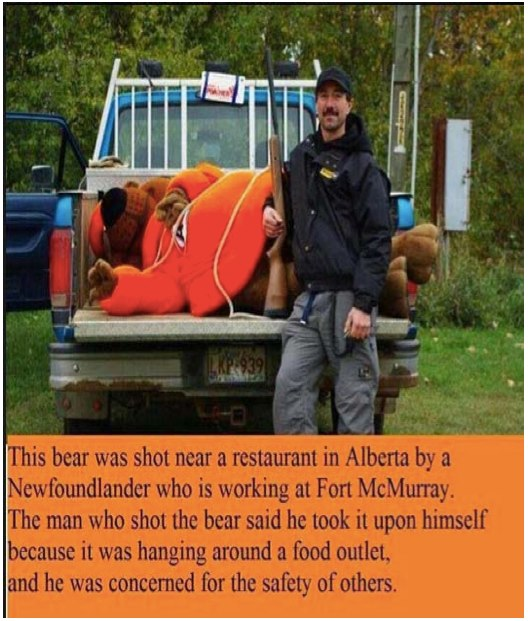 LKP-939
This bear was shot near a restaurant in Alberta by a
Newfoundlander who is working at Fort McMurray.
The man who shot the bear said he took it upon himself
because it was hanging around a food outlet,
and he was concerned for the safety of others.